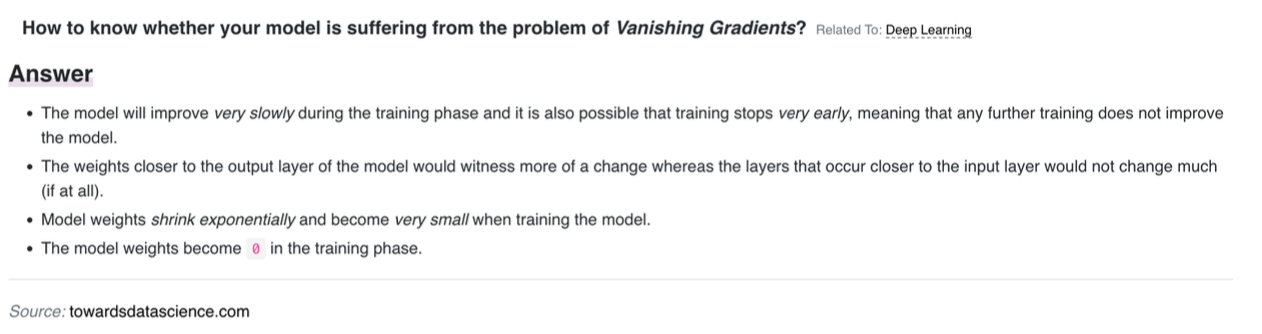 How to know whether your model is suffering from the problem of Vanishing Gradients? Related To: Deep Learning
Answer
• The model will improve very slowly during the training phase and it is also possible that training stops very early, meaning that any further training does not improve
the model.
• The weights closer to the output layer of the model would witness more of a change whereas the layers that occur closer to the input layer would not change much
(if at all).
• Model weights shrink exponentially and become very small when training the model.
• The model weights become 0 in the training phase.
Source: towardsdatascience.com